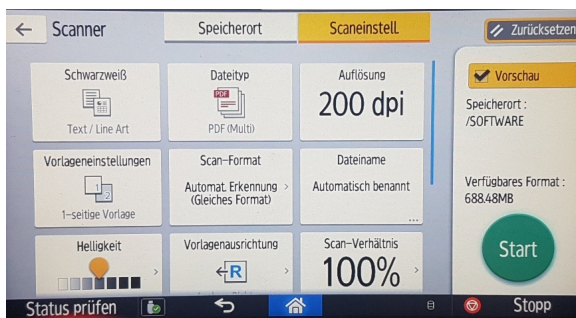 Scanner
Speicherort
Scaneinstell.
Zurücksetzen
Schwarzweiß
Text / Line Art
Dateityp
PDF
PDF (Multi)
Auflösung
200 dpi
Vorschau
Speicherort :
/SOFTWARE
Vorlageneinstellungen
1 2
1-seitige Vorlage
Scan-Format
Automat. Erkennung >
(Gleiches Format)
Dateiname
Automatisch benannt
...
Verfügbares Format :
688.48MB
Helligkeit
>
Vorlagenausrichtung
R >
Scan-Verhältnis
100% >
Start
Status prüfen
Stopp